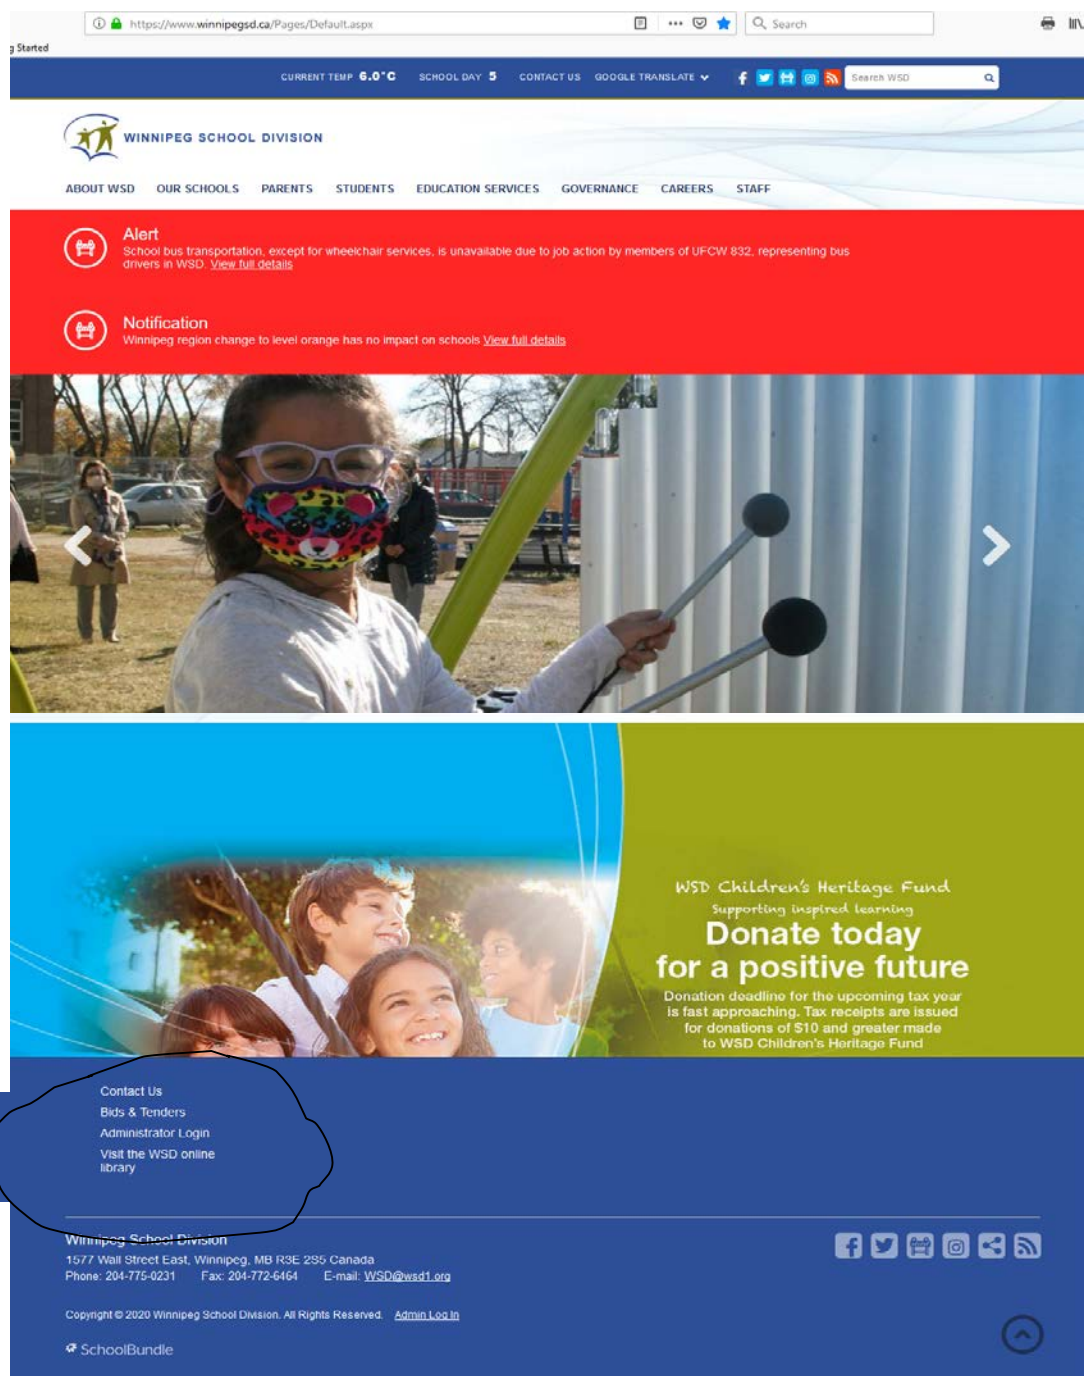 https://www.winnipegsd.ca/Pages/Default.aspx
Search
g Started
CURRENT TEMP 6.0°C SCHOOL DAY 5 CONTACT US GOOGLE TRANSLATE
Search WSD
WINNIPEG SCHOOL DIVISION
ABOUT WSD OUR SCHOOLS PARENTS STUDENTS EDUCATION SERVICES GOVERNANCE CAREERS STAFF
Alert
School bus transportation, except for wheelchair services, is unavailable due to job action by members of UFCW 832, representing bus
drivers in WSD. View full details
Notification
Winnipeg region change to level orange has no impact on schools View full details
WSD Children's Heritage Fund
Supporting inspired learning
Donate today
for a positive future
Donation deadline for the upcoming tax year
is fast approaching. Tax receipts are issued
for donations of $10 and greater made
to WSD Children's Heritage Fund
Contact Us
Bids & Tenders
Administrator Login
Visit the WSD online
library
Winnipeg School Division
1577 Wall Street East, Winnipeg, MB R3E 2S5 Canada
Phone: 204-775-0231 Fax: 204-772-6464 E-mail: WSD@wsd1.org
Copyright © 2020 Winnipeg School Division. All Rights Reserved. Admin Log In
SchoolBundle